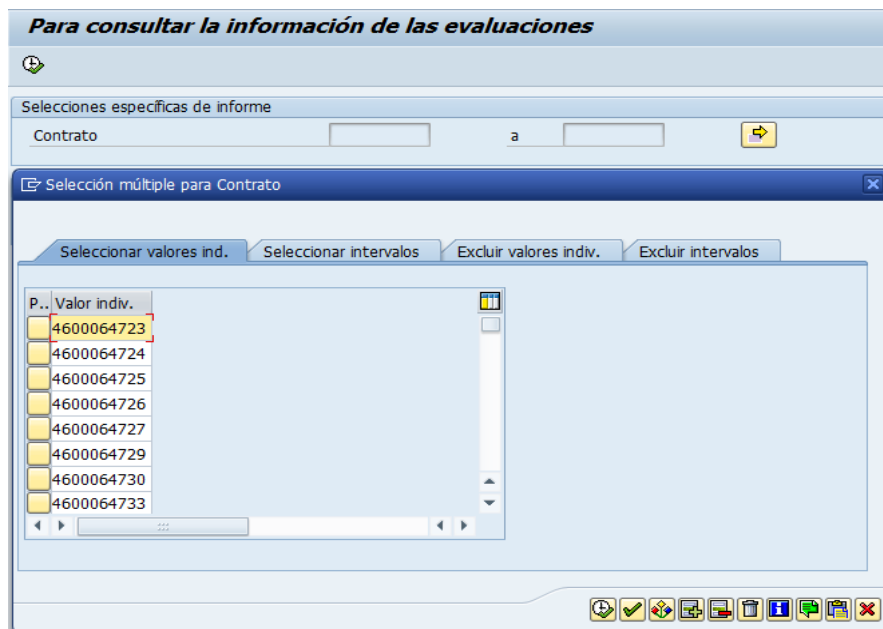 Para consultar la información de las evaluaciones
Selecciones específicas de informe
Contrato a
Selección múltiple para Contrato
Seleccionar valores ind. Seleccionar intervalos Excluir valores indiv. Excluir intervalos
P.. Valor indiv.
4600064723
4600064724
4600064725
4600064726
4600064727
4600064729
4600064730
4600064733